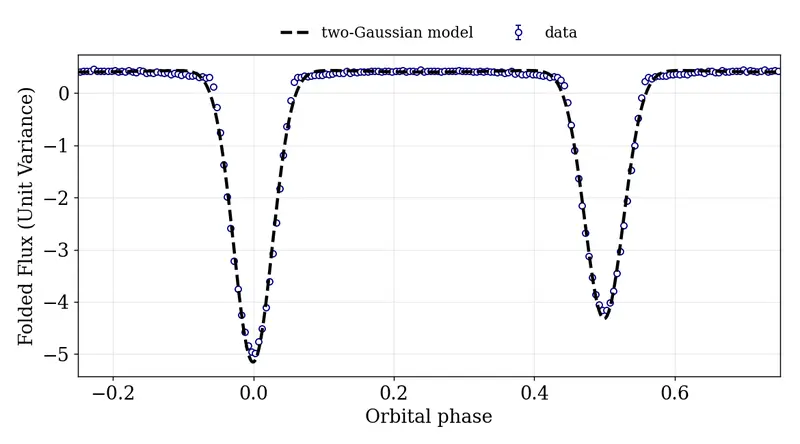 two-Gaussian model
data
Folded Flux (Unit Variance)
0
−1
−2
−3
−4
−5
−0.2
0.0
0.2
0.4
0.6
Orbital phase